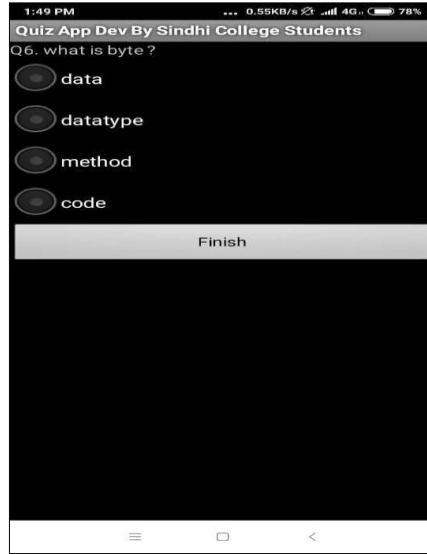 1:49 PM ... 0.55KB/s 4G 78%
Quiz App Dev By Sindhi College Students
Q6. what is byte ?
data
datatype
method
code
Finish